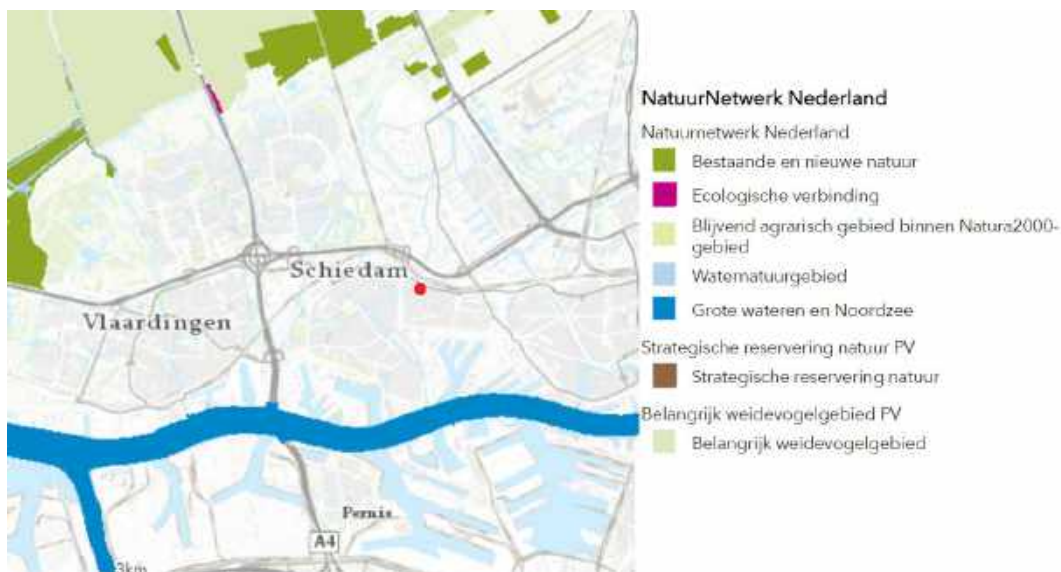 NatuurNetwerk Nederland
Natuurnetwerk Nederland
Bestaande en nieuwe natuur
Ecologische verbinding
Blijvend agrarisch gebied binnen Natura2000-
gebied
Waternatuurgebied
Grote wateren en Noordzee
Strategische reservering natuur PV
Strategische reservering natuur
Belangrijk weidevogelgebied PV
Belangrijk weidevogelgebied
Schiedam
Vlaardingen
Pernis
A4
3km